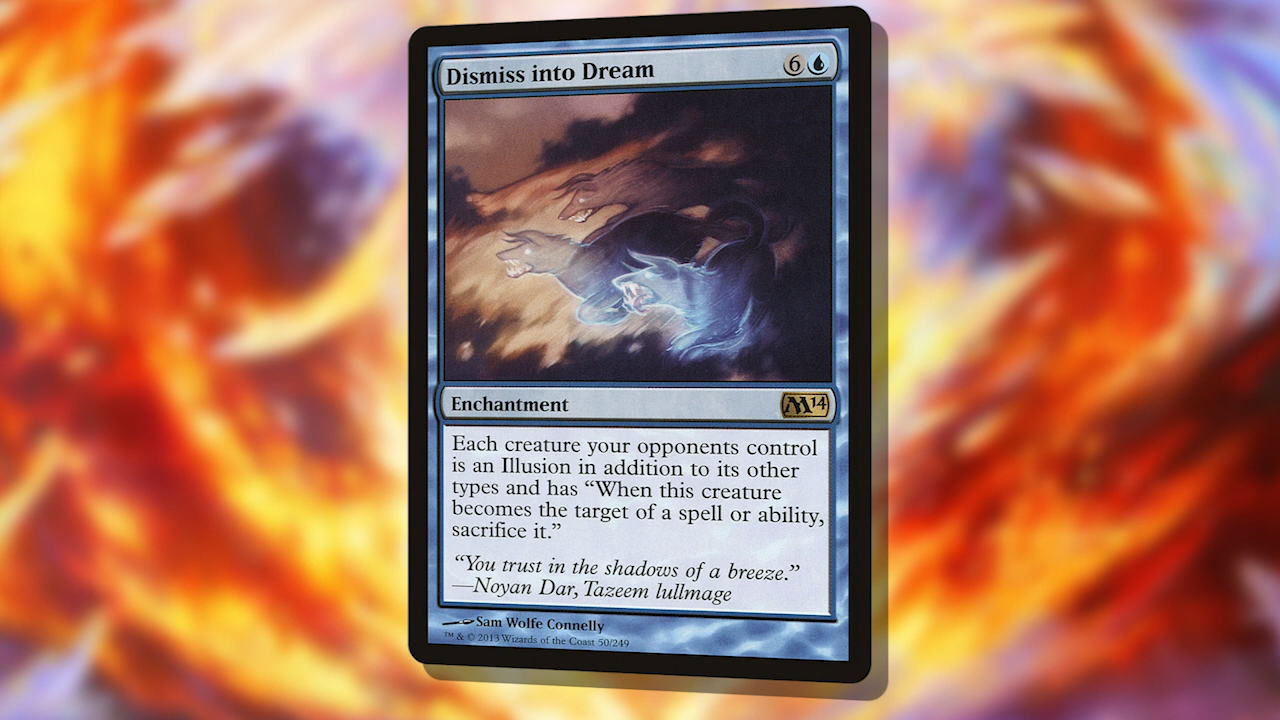 Dismiss into Dream 6
Enchantment M14
Each creature your opponents control
is an Illusion in addition to its other
types and has “When this creature
becomes the target of a spell or ability,
sacrifice it.”
“You trust in the shadows of a breeze.”
—Noyan Dar, Tazeem lullmage
Sam Wolfe Connelly
™ & © 2013 Wizards of the Coast 50/249